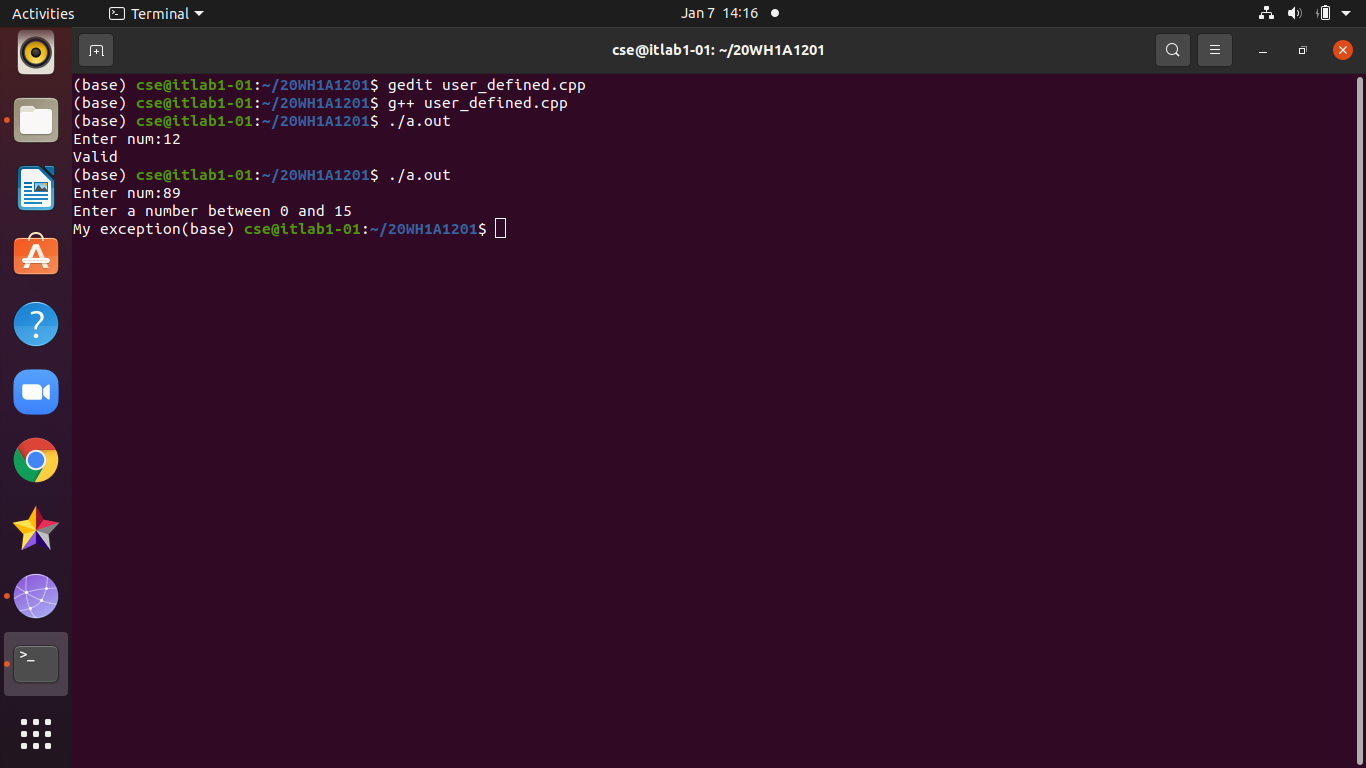 Activities Terminal Jan 7 14:16
cse@itlab1-01: ~/20WH1A1201
(base) cse@itlab1-01:~/20WH1A1201$ gedit user_defined.cpp
(base) cse@itlab1-01:~/20WH1A1201$ g++ user_defined.cpp
(base) cse@itlab1-01:~/20WH1A1201$ ./a.out
Enter num:12
Valid
(base) cse@itlab1-01:~/20WH1A1201$ ./a.out
Enter num:89
Enter a number between 0 and 15
My exception(base) cse@itlab1-01:~/20WH1A1201$